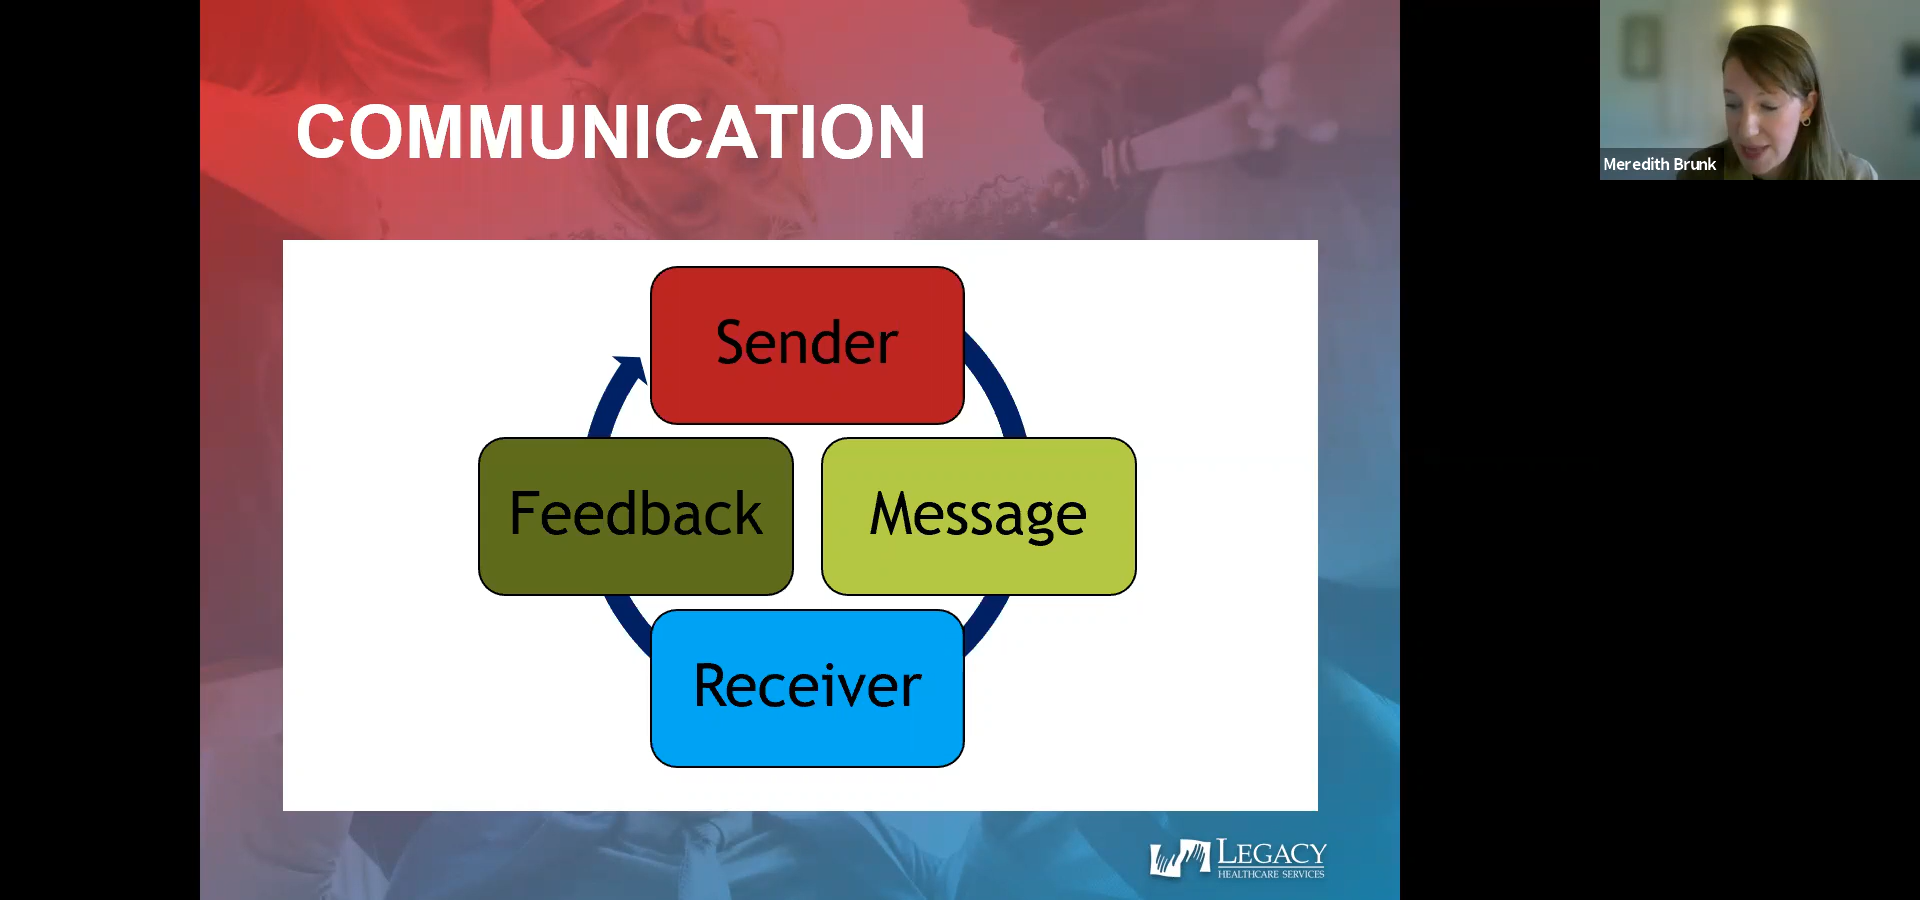 COMMUNICATION
Meredith Brunk
Sender
Feedback
Message
Receiver
LEGACY
HEALTHCARE SERVICES